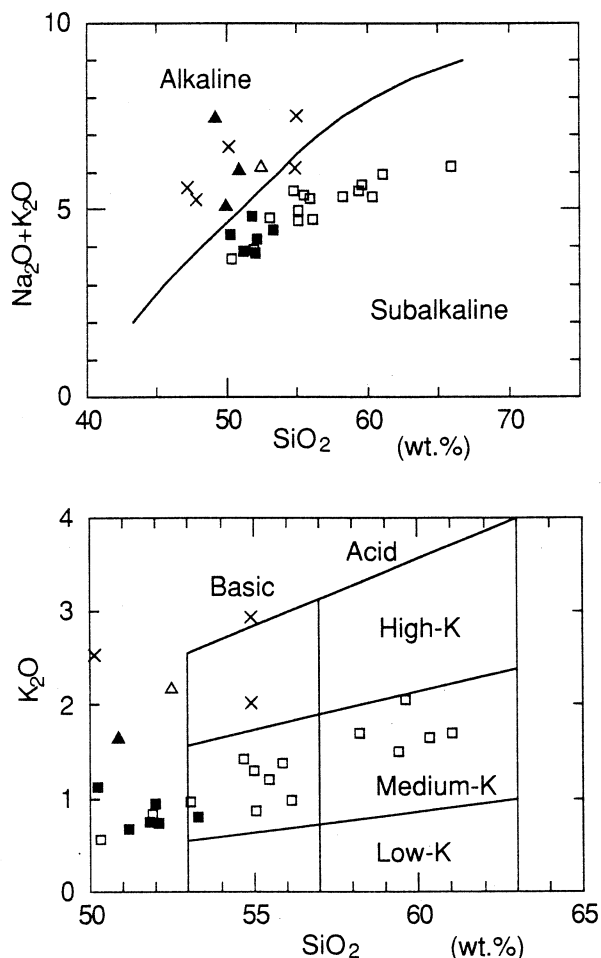 10
Alkaline
Na₂O+K₂O
5
Subalkaline
0
40 50 60 70
SiO₂ (wt.%)
4
Acid
Basic
3
High-K
K₂O
2
1
Medium-K
Low-K
0
50 55 60 65
SiO₂ (wt.%)